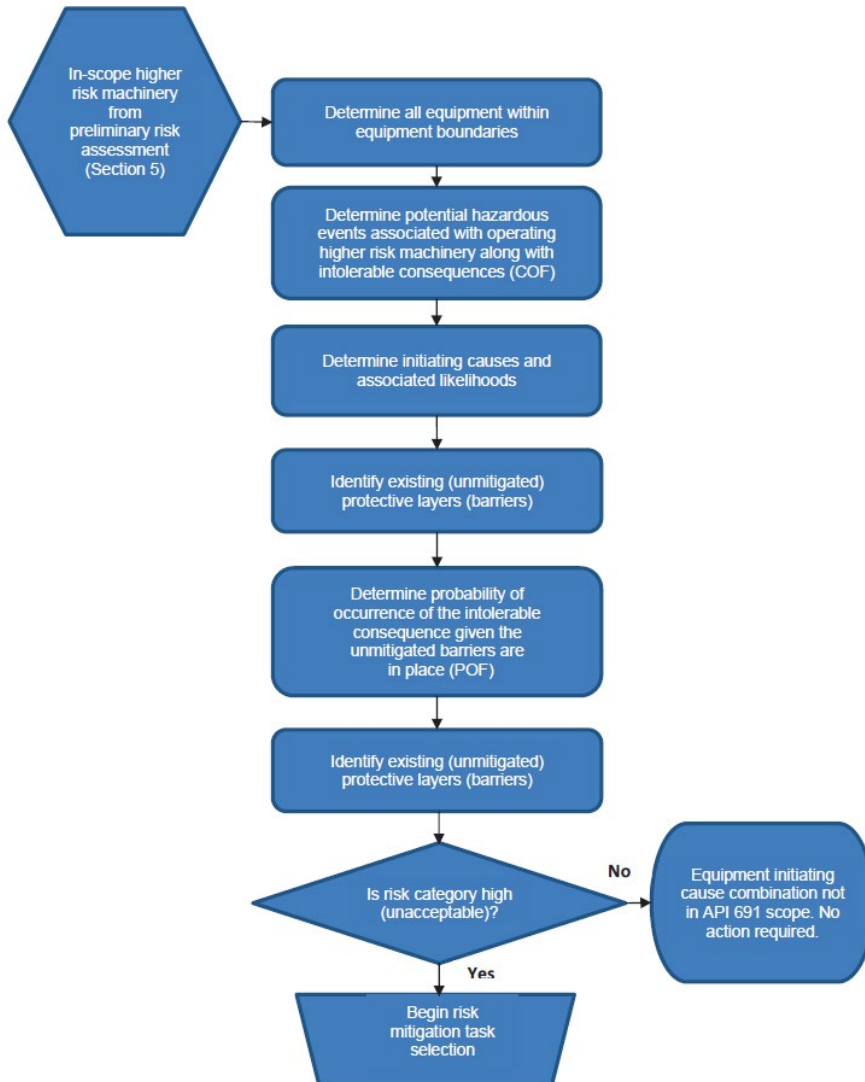 In-scope higher
risk machinery
from
preliminary risk
assessment
(Section 5)
Determine all equipment within
equipment boundaries
Determine potential hazardous
events associated with operating
higher risk machinery along with
intolerable consequences (COF)
Determine initiating causes and
associated likelihoods
Identify existing (unmitigated)
protective layers (barriers)
Determine probability of
occurrence of the intolerable
consequence given the
unmitigated barriers are
in place (POF)
Identify existing (unmitigated)
protective layers (barriers)
Is risk category high
(unacceptable)?
No
Equipment initiating
cause combination not
in API 691 scope. No
action required.
Yes
Begin risk
mitigation task
selection